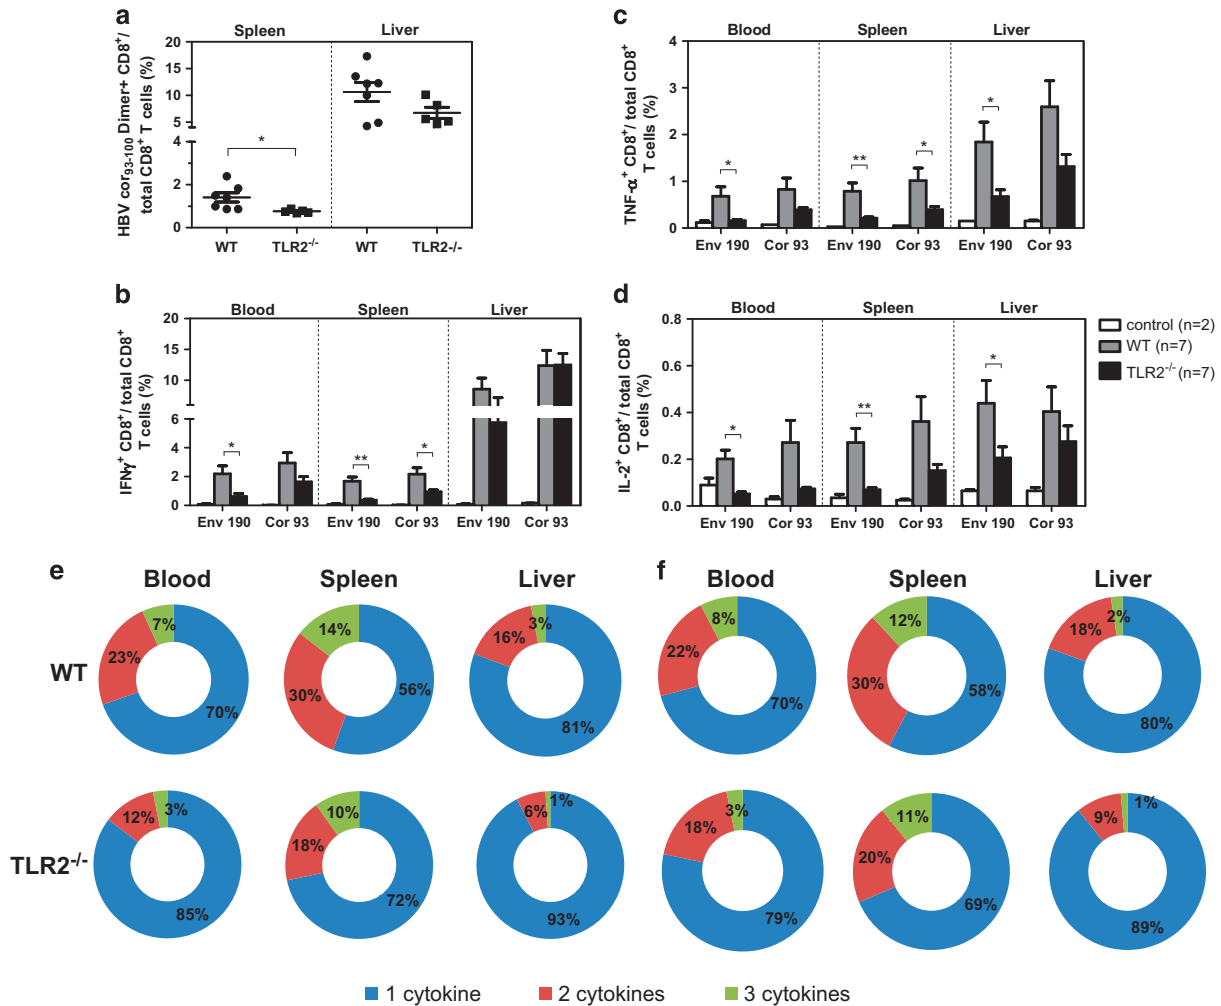 a
Spleen
Liver
HBV cor93-100 Dimer+ CD8+/
total CD8+ T cells (%)
20
15
10
5
4
2
0
WT
TLR2-/-
WT
TLR2-/-
*
c
Blood
Spleen
Liver
TNF-α+ CD8+/ total CD8+
T cells (%)
4
3
2
1
0
*
**
*
*
Env 190
Cor 93
Env 190
Cor 93
Env 190
Cor 93
b
Blood
Spleen
Liver
IFNγ+ CD8+/ total CD8+
T cells (%)
20
15
10
6
4
2
0
*
**
*
Env 190
Cor 93
Env 190
Cor 93
Env 190
Cor 93
d
Blood
Spleen
Liver
IL-2+ CD8+/ total CD8+
T cells (%)
0.8
0.6
0.4
0.2
0.0
*
**
*
Env 190
Cor 93
Env 190
Cor 93
Env 190
Cor 93
control (n=2)
WT (n=7)
TLR2-/- (n=7)
e
Blood
Spleen
Liver
f
Blood
Spleen
Liver
WT
7%
23%
70%
14%
30%
56%
3%
16%
81%
8%
22%
70%
12%
30%
58%
2%
18%
80%
TLR2-/-
3%
12%
85%
10%
18%
72%
1%
6%
93%
3%
18%
79%
11%
20%
69%
1%
9%
89%
1 cytokine
2 cytokines
3 cytokines